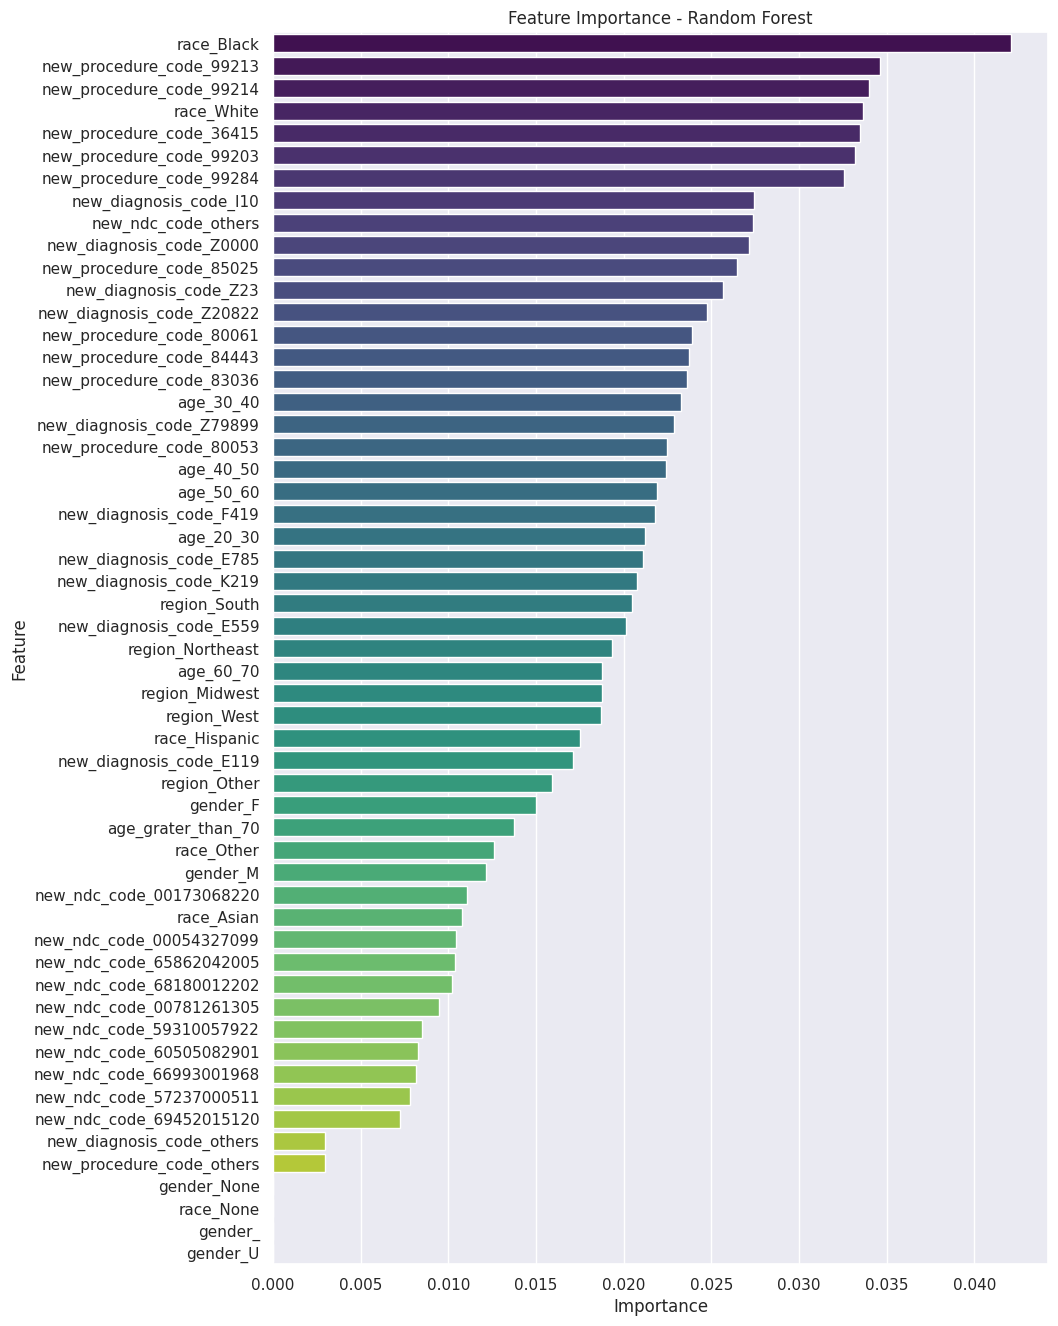 Feature Importance - Random Forest
race_Black
new_procedure_code_99213
new_procedure_code_99214
race_White
new_procedure_code_36415
new_procedure_code_99203
new_procedure_code_99284
new_diagnosis_code_I10
new_ndc_code_others
new_diagnosis_code_Z0000
new_procedure_code_85025
new_diagnosis_code_Z23
new_diagnosis_code_Z20822
new_procedure_code_80061
new_procedure_code_84443
new_procedure_code_83036
age_30_40
new_diagnosis_code_Z79899
new_procedure_code_80053
age_40_50
age_50_60
new_diagnosis_code_F419
age_20_30
new_diagnosis_code_E785
new_diagnosis_code_K219
region_South
new_diagnosis_code_E559
region_Northeast
age_60_70
region_Midwest
region_West
race_Hispanic
new_diagnosis_code_E119
region_Other
gender_F
age_grater_than_70
race_Other
gender_M
new_ndc_code_00173068220
race_Asian
new_ndc_code_00054327099
new_ndc_code_65862042005
new_ndc_code_68180012202
new_ndc_code_00781261305
new_ndc_code_59310057922
new_ndc_code_60505082901
new_ndc_code_66993001968
new_ndc_code_57237000511
new_ndc_code_69452015120
new_diagnosis_code_others
new_procedure_code_others
gender_None
race_None
gender_
gender_U
Feature
0.000 0.005 0.010 0.015 0.020 0.025 0.030 0.035 0.040
Importance